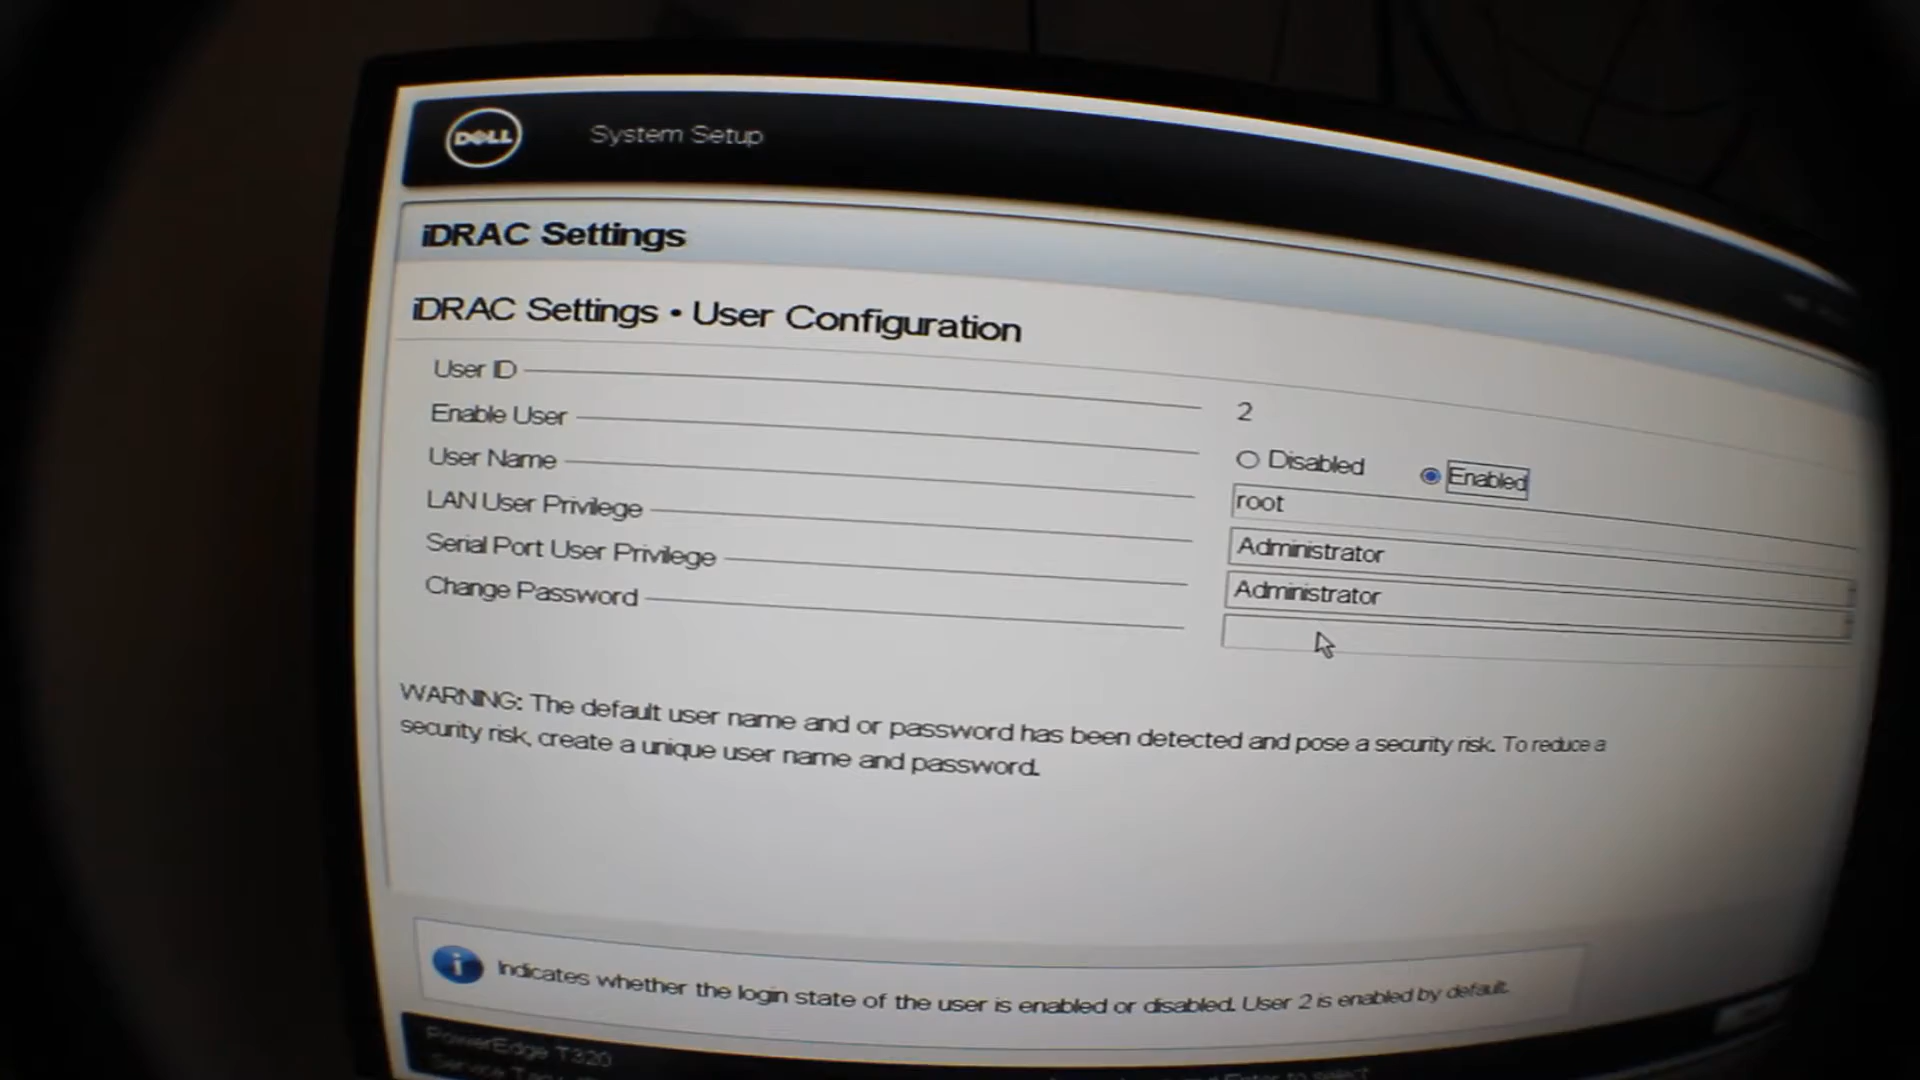 DELL
System Setup
iDRAC Settings
iDRAC Settings • User Configuration
User ID 2
Enable User Disabled Enabled
User Name root
LAN User Privilege Administrator
Serial Port User Privilege Administrator
Change Password
WARNING: The default user name and or password has been detected and pose a security risk. To reduce a
security risk, create a unique user name and password.
Indicates whether the login state of the user is enabled or disabled. User 2 is enabled by default.
PowerEdge T320
Enter to select